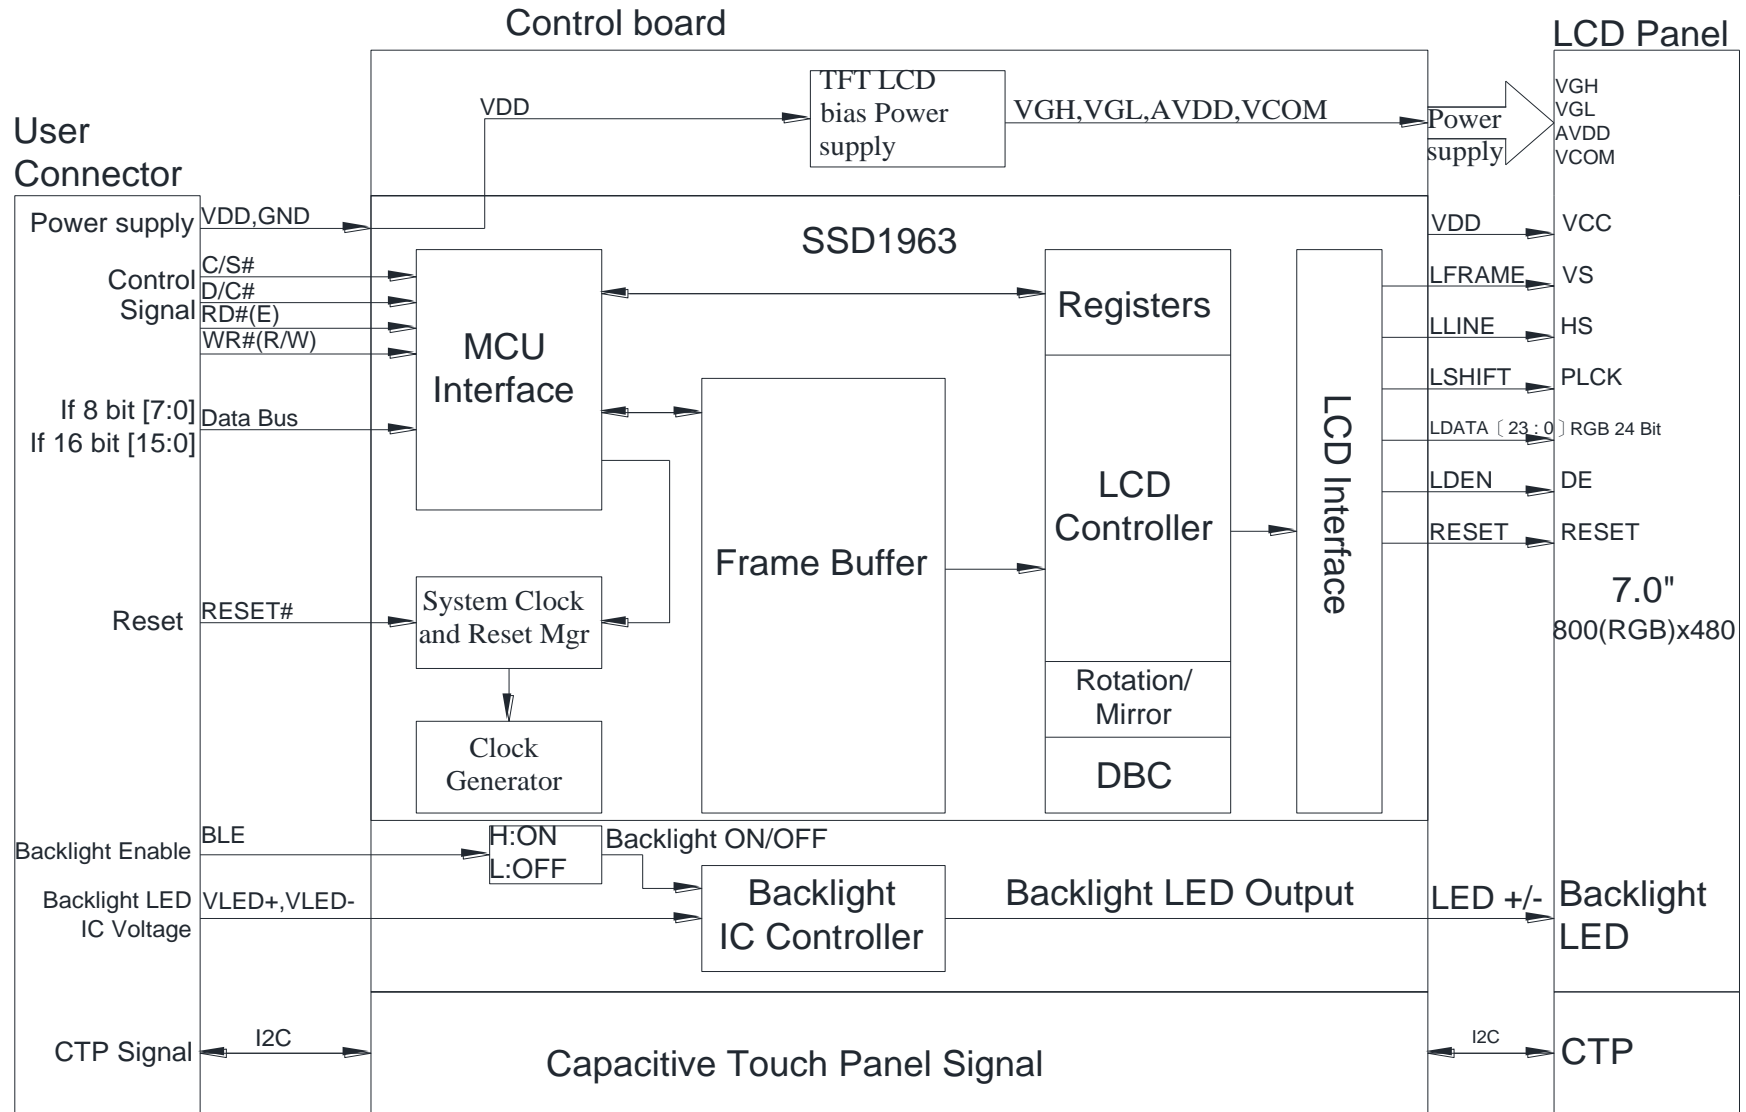 Control board
LCD Panel
User
Connector
VDD
TFT LCD
bias Power
supply
VGH,VGL,AVDD,VCOM
Power
supply
VGH
VGL
AVDD
VCOM
Power supply
VDD,GND
SSD1963
VDD
VCC
Control
Signal
C/S#
D/C#
RD#(E)
WR#(R/W)
MCU
Interface
Registers
LCD
Controller
Rotation/
Mirror
DBC
LCD Interface
LFRAME
VS
LLINE
HS
LSHIFT
PLCK
LDATA〔23 : 0〕RGB 24 Bit
LDEN
DE
RESET
RESET
If 8 bit [7:0]
If 16 bit [15:0]
Data Bus
Frame Buffer
7.0"
800(RGB)x480
Reset
RESET#
System Clock
and Reset Mgr
Clock
Generator
Backlight Enable
BLE
H:ON
L:OFF
Backlight ON/OFF
Backlight LED
IC Voltage
VLED+,VLED-
Backlight
IC Controller
Backlight LED Output
LED +/-
Backlight
LED
CTP Signal
I2C
Capacitive Touch Panel Signal
I2C
CTP